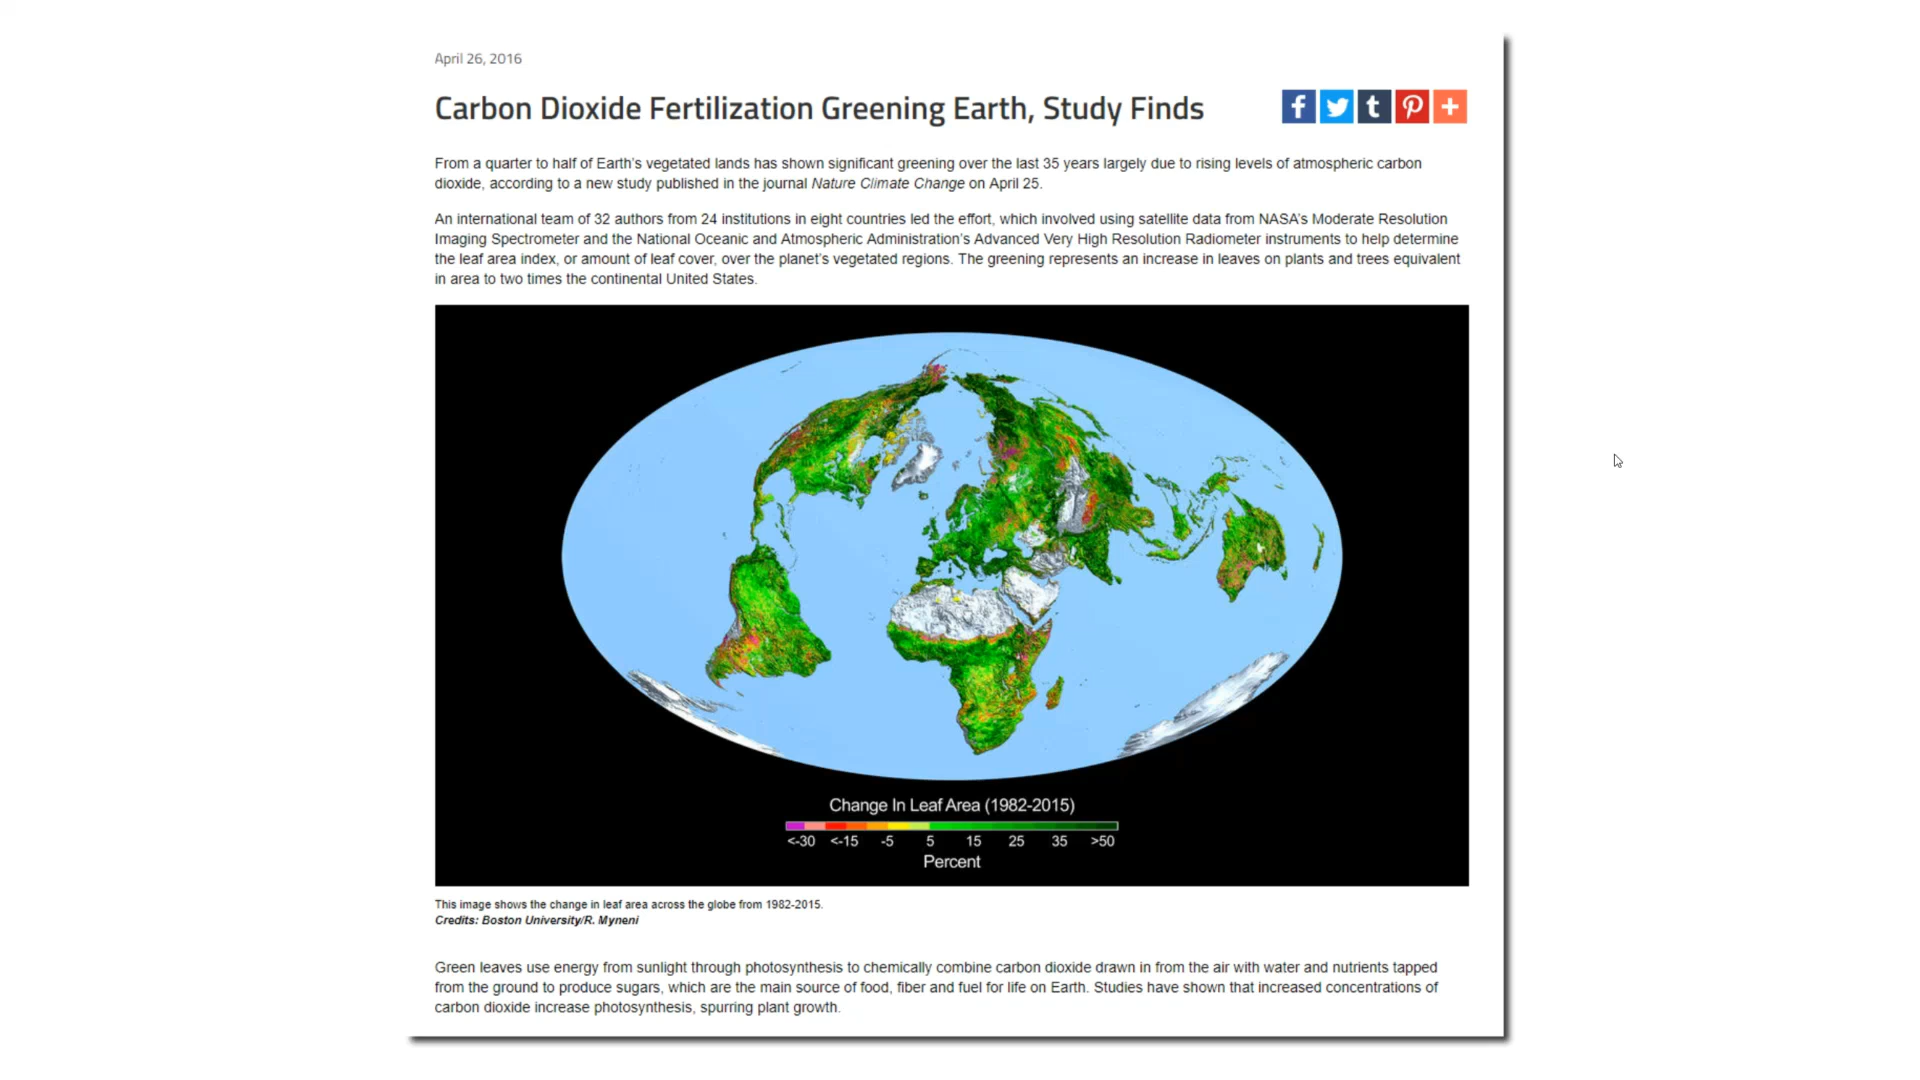 April 26, 2016
Carbon Dioxide Fertilization Greening Earth, Study Finds
From a quarter to half of Earth's vegetated lands has shown significant greening over the last 35 years largely due to rising levels of atmospheric carbon
dioxide, according to a new study published in the journal Nature Climate Change on April 25.
An international team of 32 authors from 24 institutions in eight countries led the effort, which involved using satellite data from NASA's Moderate Resolution
Imaging Spectrometer and the National Oceanic and Atmospheric Administration's Advanced Very High Resolution Radiometer instruments to help determine
the leaf area index, or amount of leaf cover, over the planet's vegetated regions. The greening represents an increase in leaves on plants and trees equivalent
in area to two times the continental United States.
Change In Leaf Area (1982-2015)
<-30 <-15 -5 5 15 25 35 >50
Percent
This image shows the change in leaf area across the globe from 1982-2015.
Credits: Boston University/R. Myneni
Green leaves use energy from sunlight through photosynthesis to chemically combine carbon dioxide drawn in from the air with water and nutrients tapped
from the ground to produce sugars, which are the main source of food, fiber and fuel for life on Earth. Studies have shown that increased concentrations of
carbon dioxide increase photosynthesis, spurring plant growth.